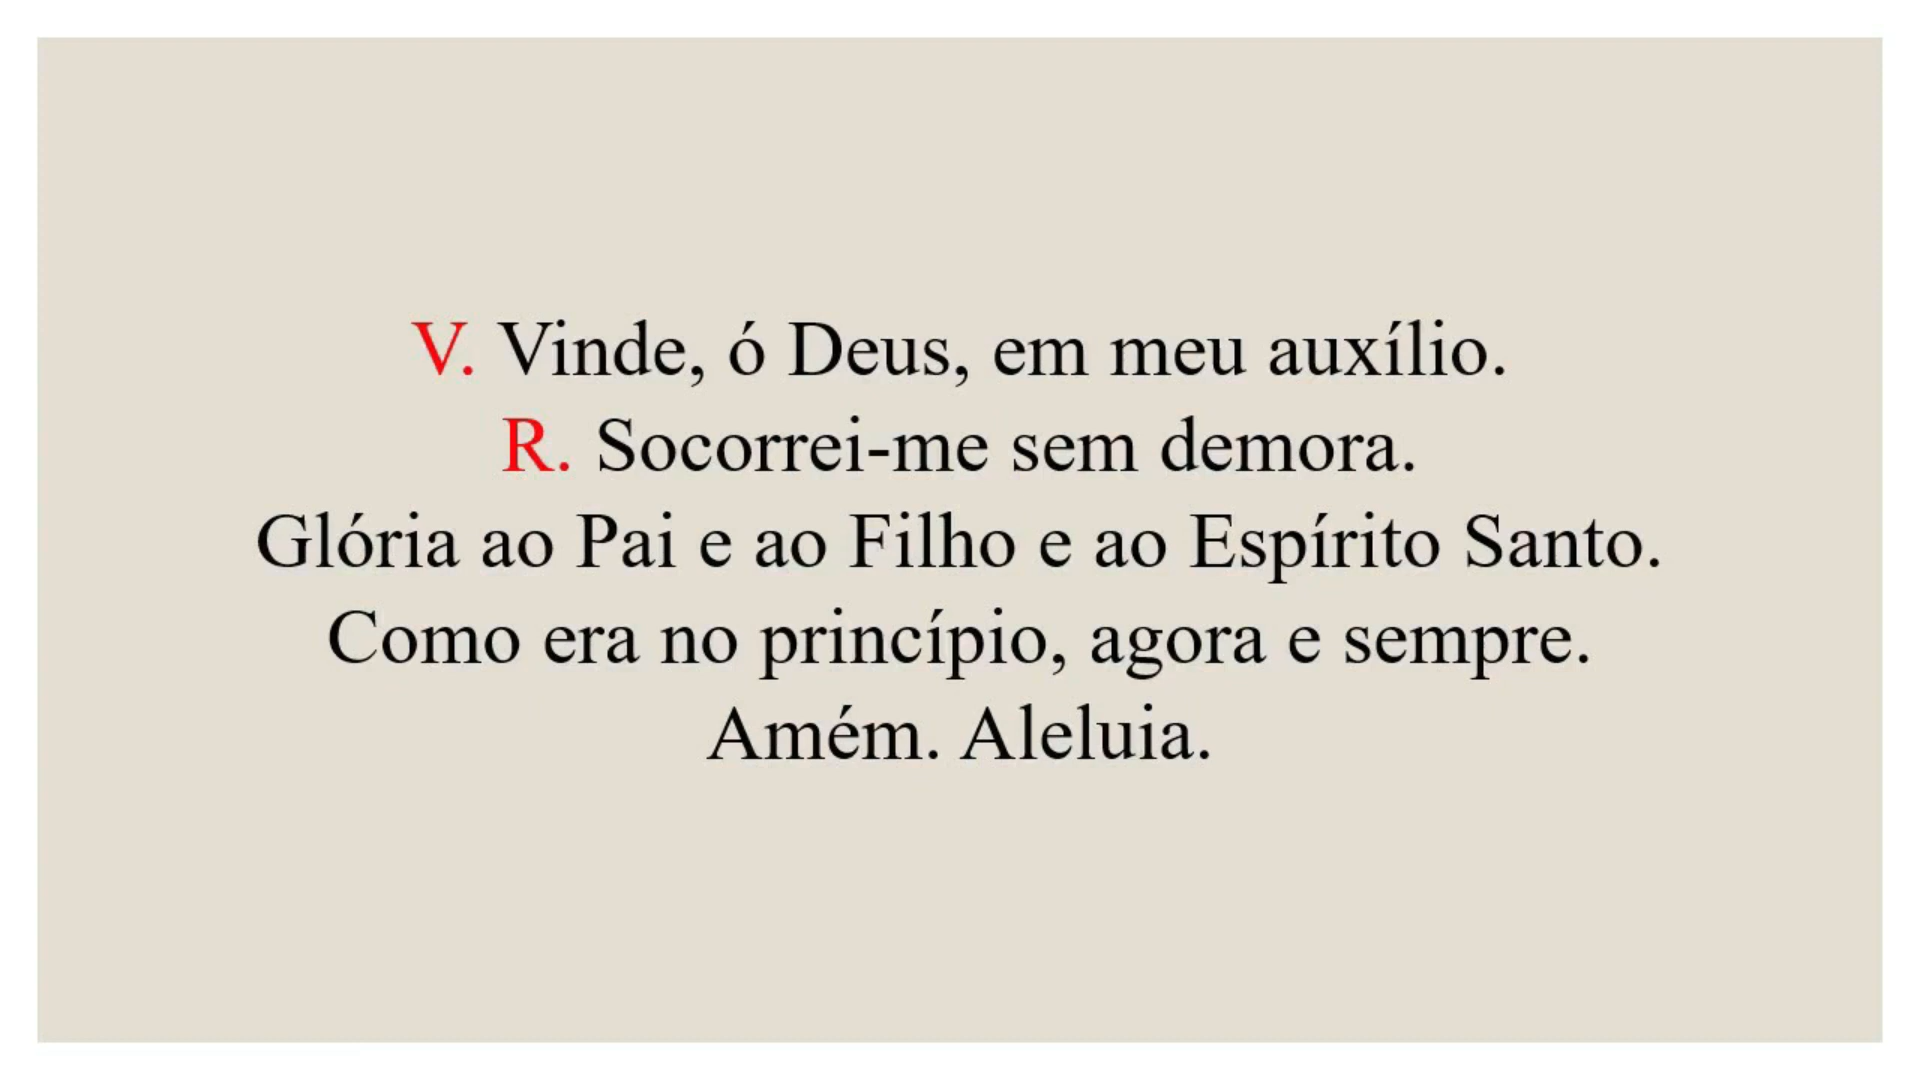 V. Vinde, ó Deus, em meu auxílio.
R. Socorrei-me sem demora.
Glória ao Pai e ao Filho e ao Espírito Santo.
Como era no princípio, agora e sempre.
Amém. Aleluia.